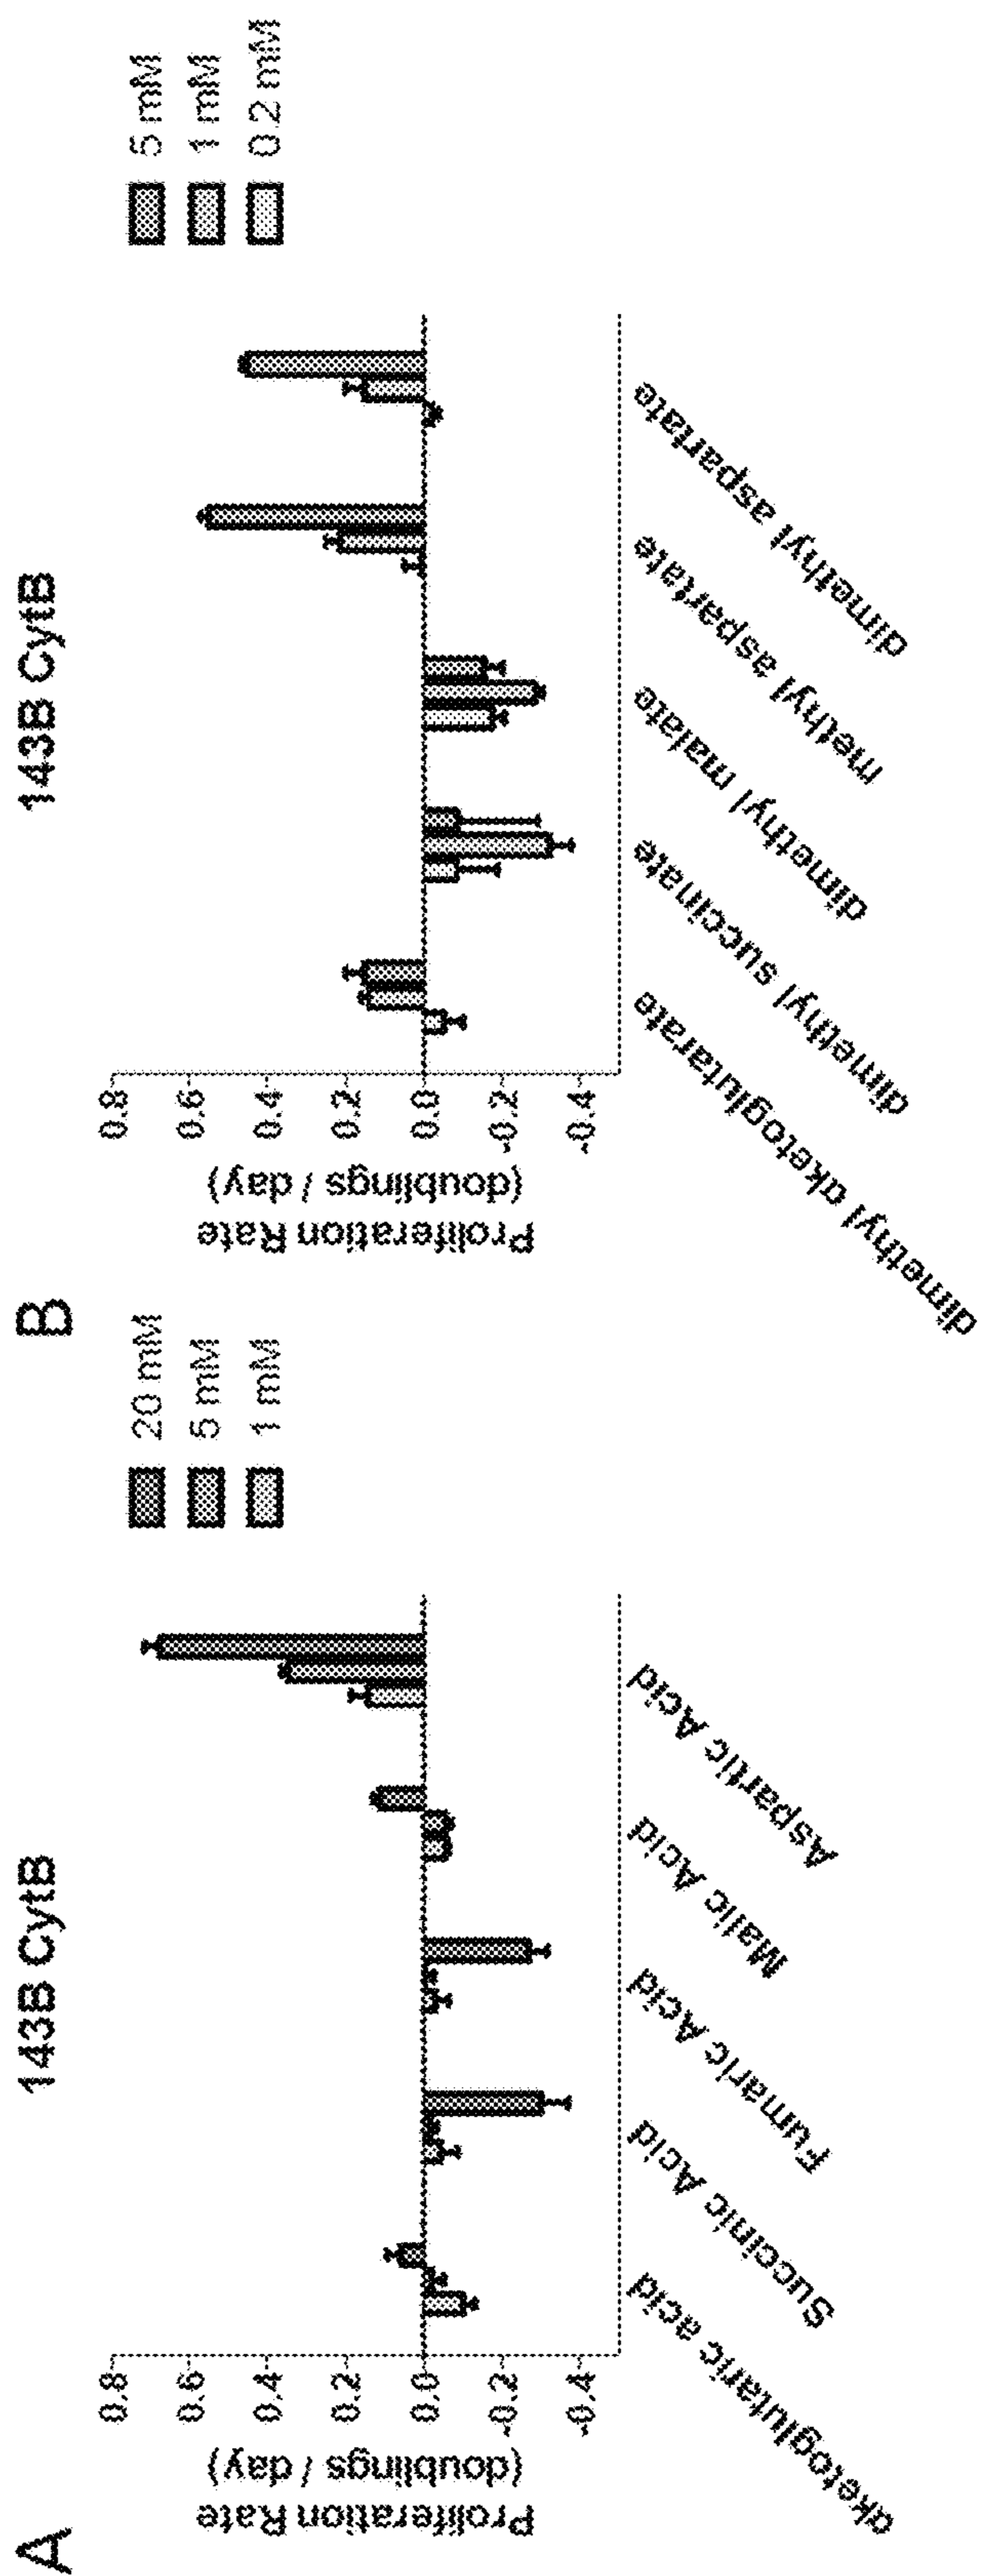 A
143B CytB
20 mM
5 mM
1 mM
Proliferation Rate
(doublings / day)
0.8
0.6
0.4
0.2
0.0
-0.2
-0.4
αketoglutaric acid
Succinic Acid
Fumaric Acid
Malic Acid
Aspartic Acid
B
143B CytB
5 mM
1 mM
0.2 mM
Proliferation Rate
(doublings / day)
0.8
0.6
0.4
0.2
0.0
-0.2
-0.4
dimethyl αketoglutarate
dimethyl succinate
dimethyl malate
methyl aspartate
dimethyl aspartate